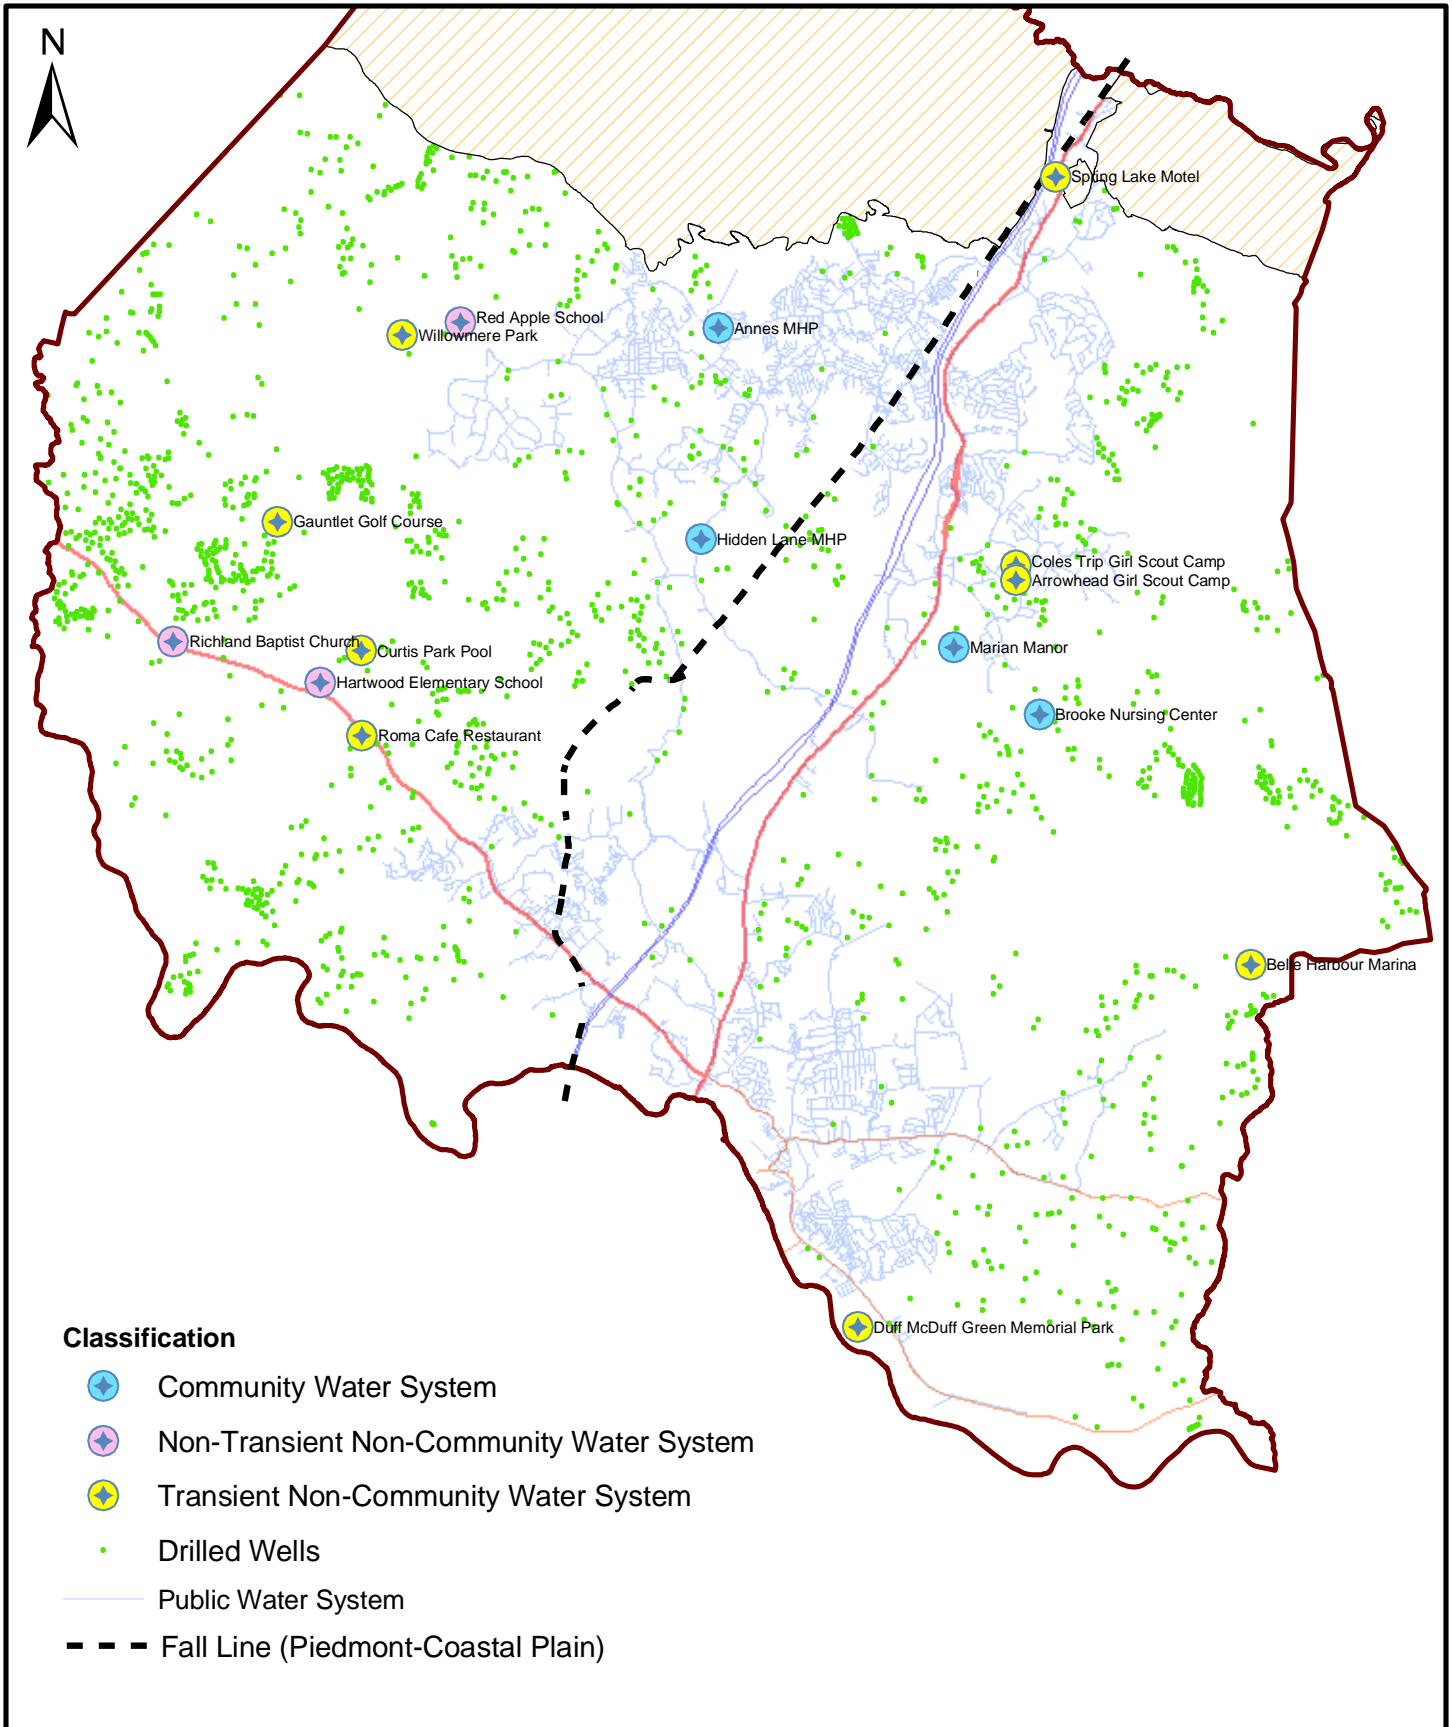 N
Spring Lake Motel
Red Apple School
Willowmere Park
Annes MHP
Gauntlet Golf Course
Hidden Lane MHP
Coles Trip Girl Scout Camp
Arrowhead Girl Scout Camp
Richland Baptist Church
Curtis Park Pool
Marian Manor
Hartwood Elementary School
Brooke Nursing Center
Roma Cafe Restaurant
Belle Harbour Marina
Duff McDuff Green Memorial Park
Classification
Community Water System
Non-Transient Non-Community Water System
Transient Non-Community Water System
Drilled Wells
Public Water System
Fall Line (Piedmont-Coastal Plain)